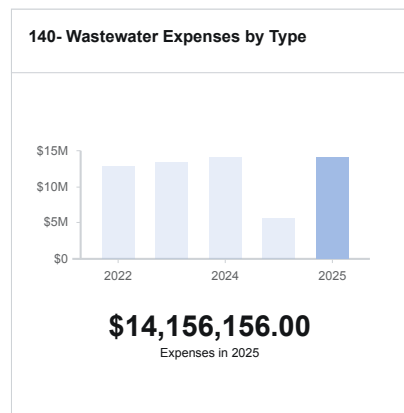 140- Wastewater Expenses by Type
$15M
$10M
$5M
$0
2022 2024 2025
$14,156,156.00
Expenses in 2025